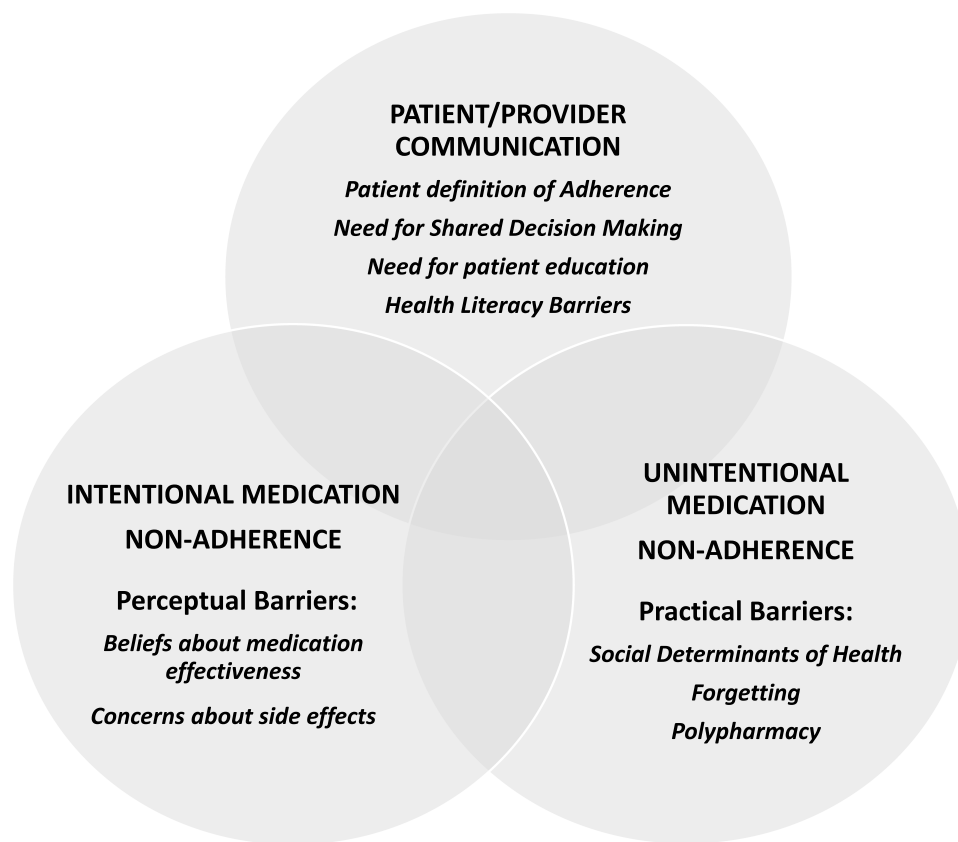 PATIENT/PROVIDER
COMMUNICATION
Patient definition of Adherence
Need for Shared Decision Making
Need for patient education
Health Literacy Barriers
INTENTIONAL MEDICATION
NON-ADHERENCE
Perceptual Barriers:
Beliefs about medication
effectiveness
Concerns about side effects
UNINTENTIONAL
MEDICATION
NON-ADHERENCE
Practical Barriers:
Social Determinants of Health
Forgetting
Polypharmacy